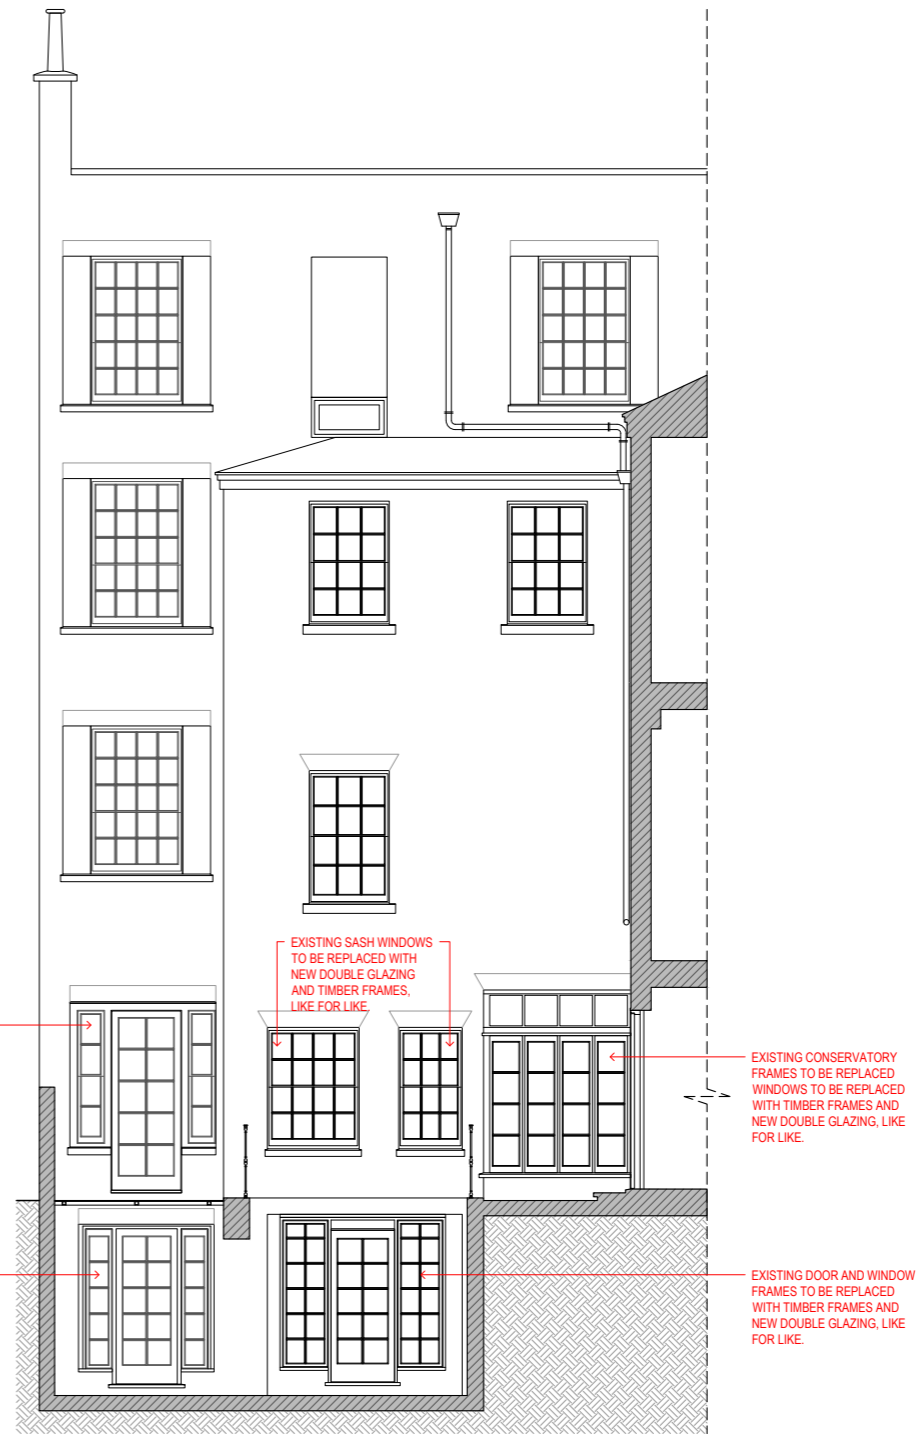 EXISTING SASH WINDOWS
TO BE REPLACED WITH
NEW DOUBLE GLAZING
AND TIMBER FRAMES,
LIKE FOR LIKE.
EXISTING CONSERVATORY
FRAMES TO BE REPLACED
WINDOWS TO BE REPLACED
WITH TIMBER FRAMES AND
NEW DOUBLE GLAZING, LIKE
FOR LIKE.
EXISTING DOOR AND WINDOW
FRAMES TO BE REPLACED
WITH TIMBER FRAMES AND
NEW DOUBLE GLAZING, LIKE
FOR LIKE.